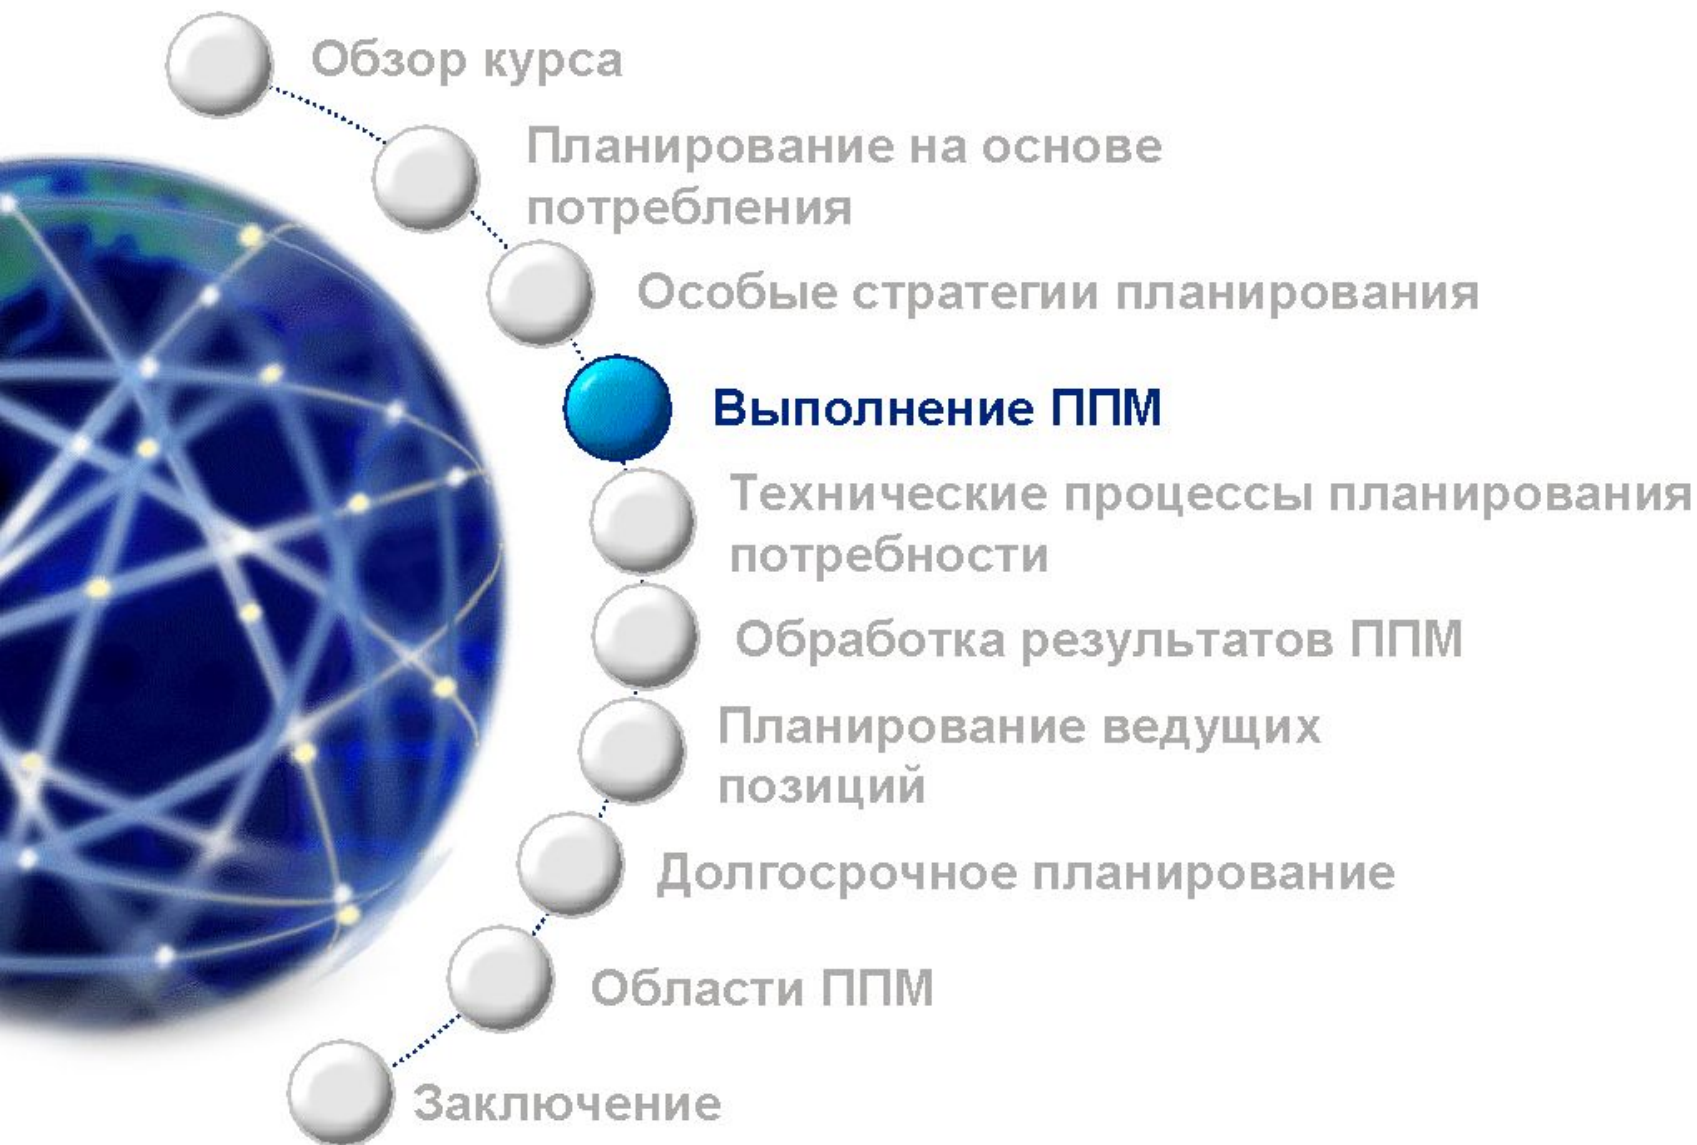 Обзор курса
Планирование на основе
потребления
Особые стратегии планирования
Выполнение ППМ
Технические процессы планирования
потребности
Обработка результатов ППМ
Планирование ведущих
позиций
Долгосрочное планирование
Области ППМ
Заключение